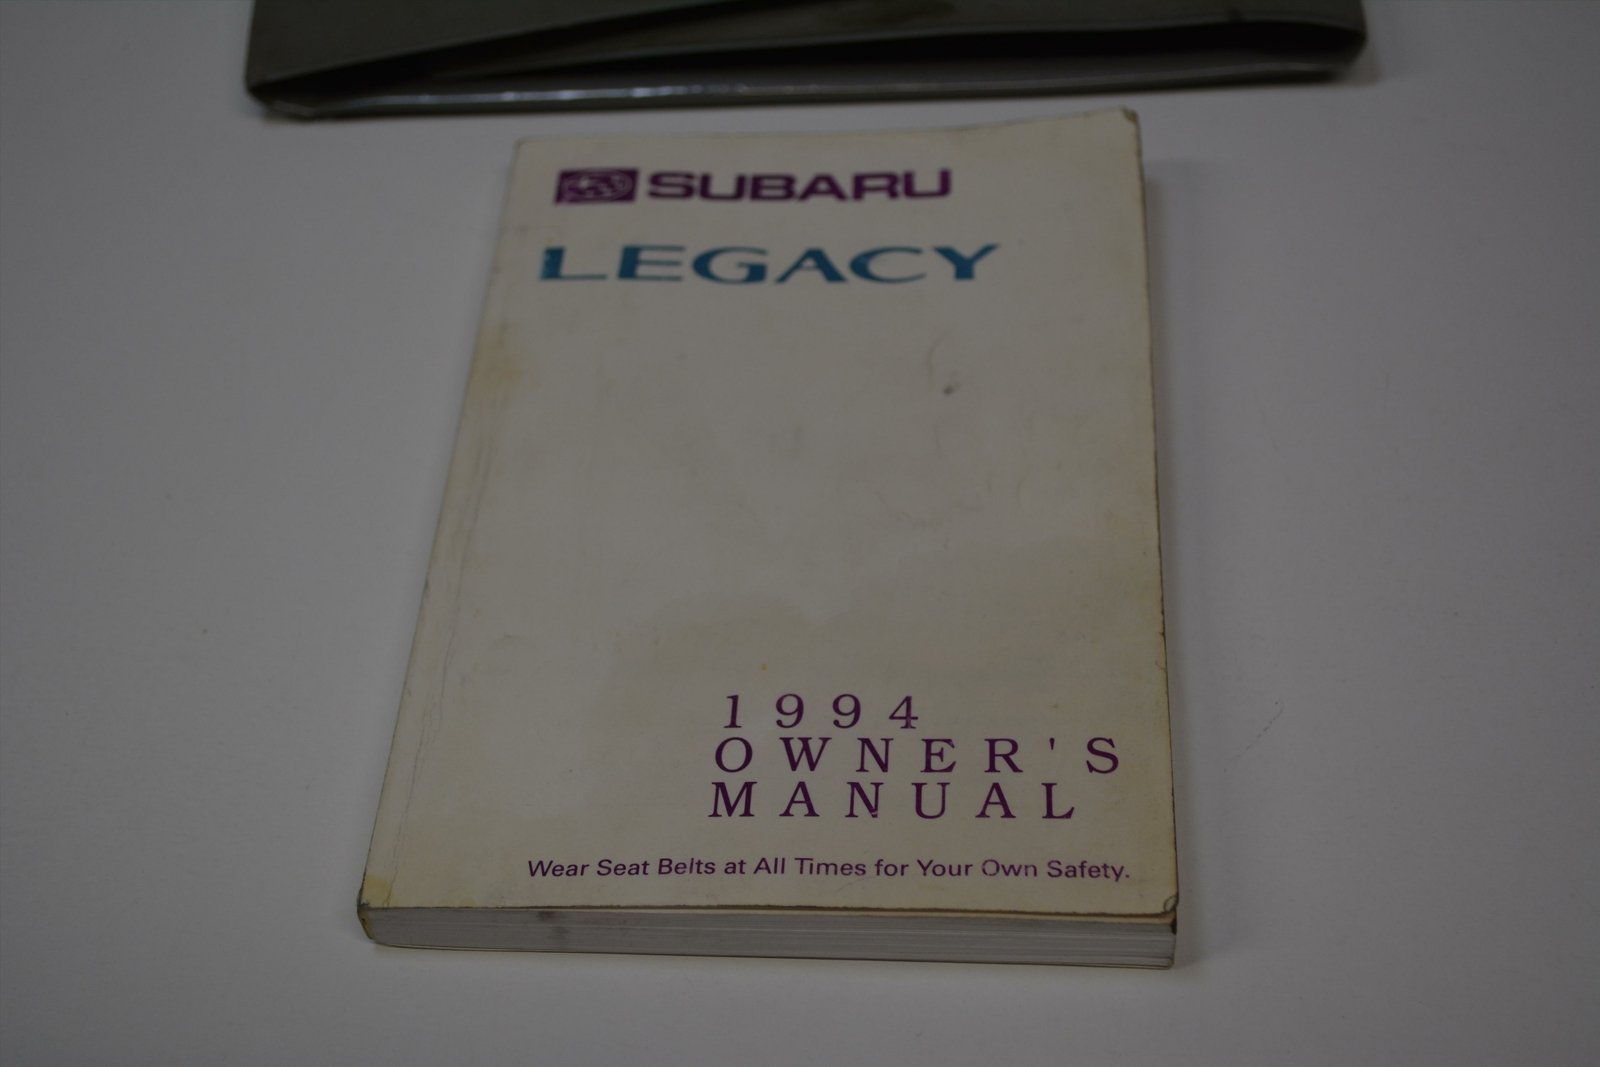 SUBARU
LEGACY
1994
OWNER'S
MANUAL
Wear Seat Belts at All Times for Your Own Safety.